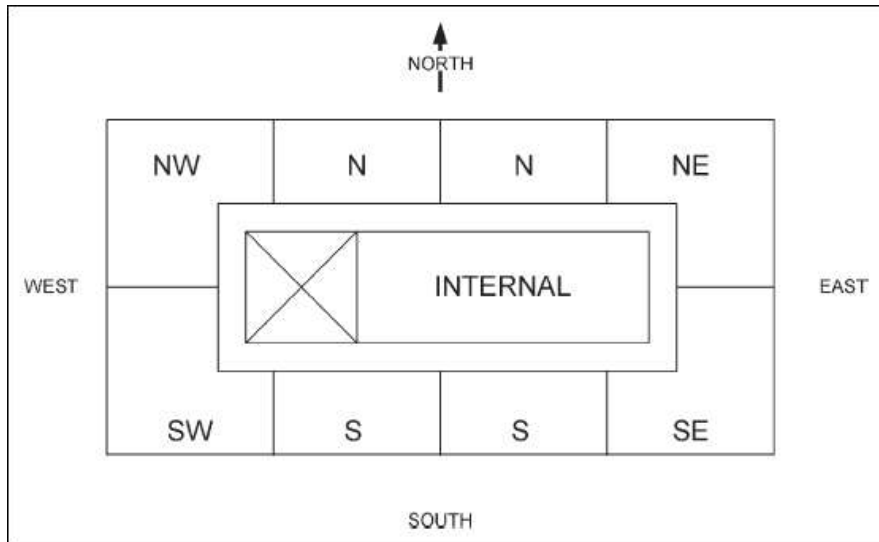 NORTH
NW N N NE
WEST INTERNAL EAST
SW S S SE
SOUTH